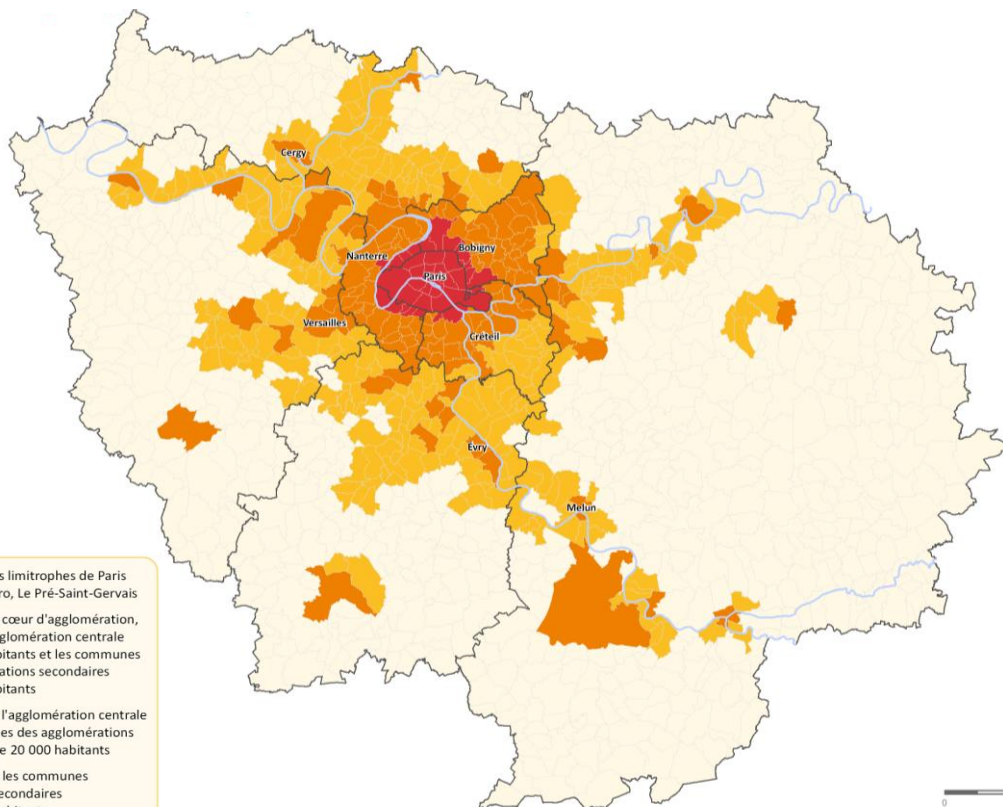 Cergy
Nanterre
Bobigny
Paris
Versailles
Créteil
Évry
Melun
s limitrophes de Paris
ro, Le Pré-Saint-Gervais
cœur d'agglomération,
gglomération centrale
bitants et les communes
ations secondaires
bitants
l'agglomération centrale
es des agglomérations
e 20 000 habitants
les communes
econdaires
0